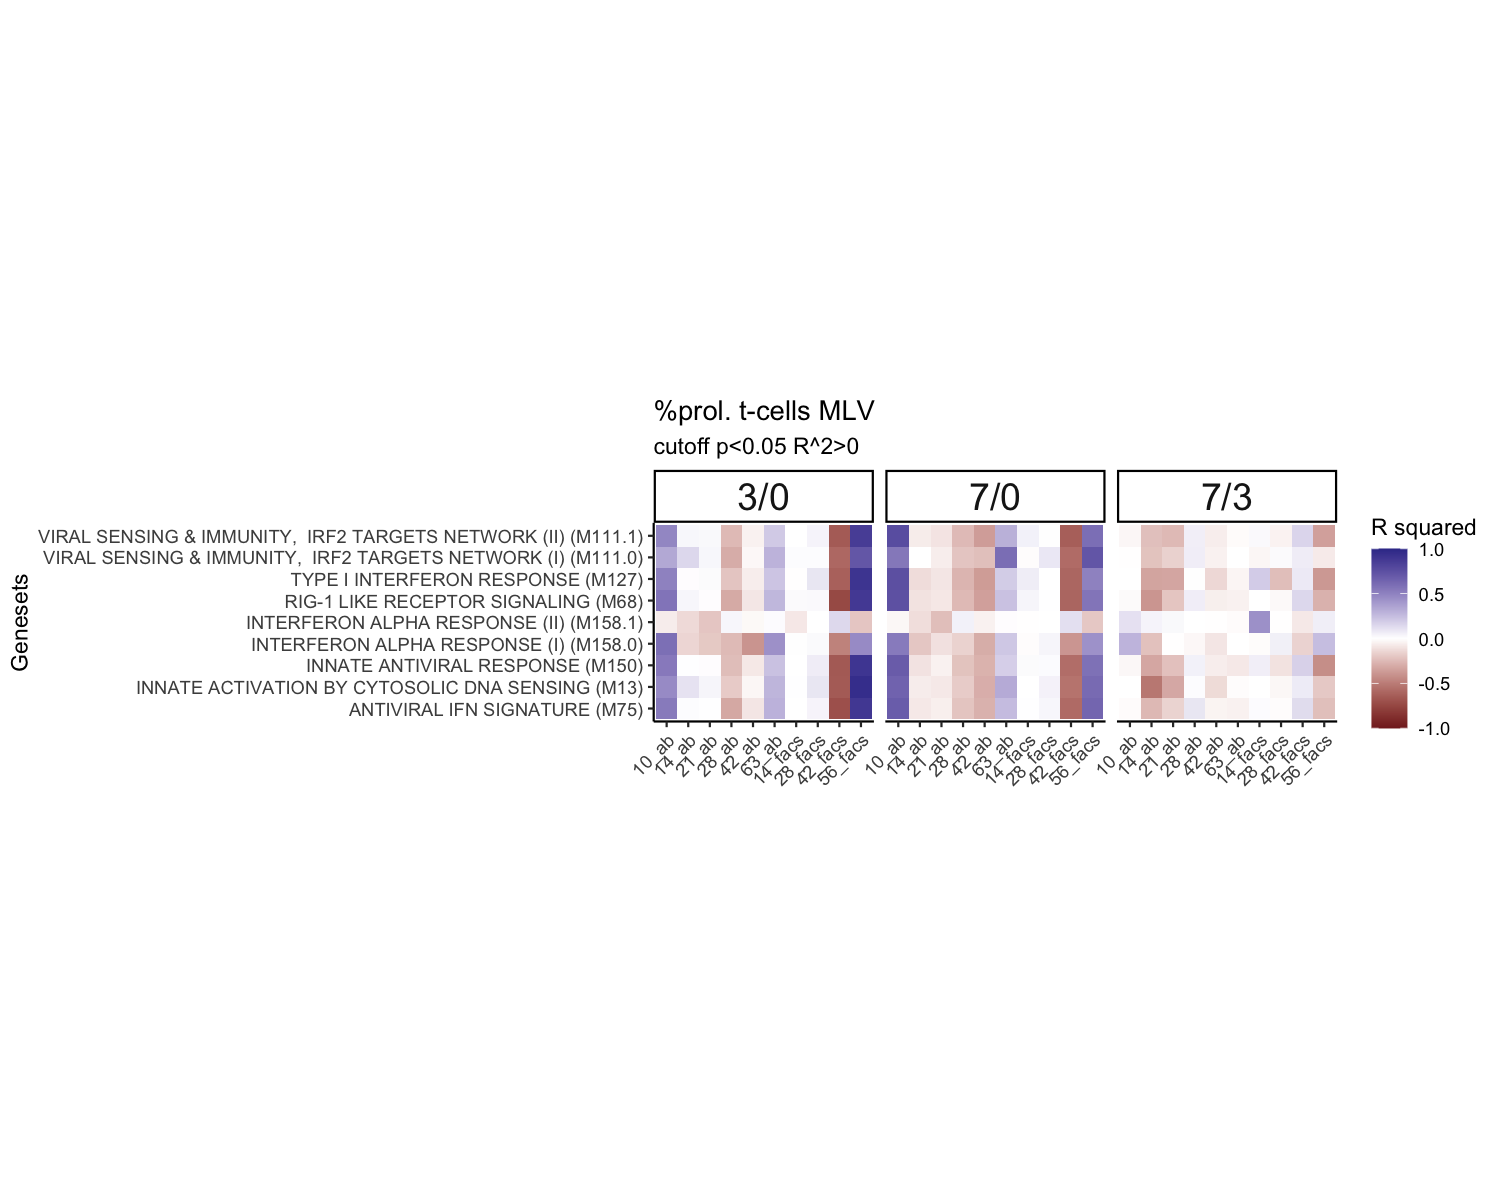 %prol. t-cells MLV
cutoff p<0.05 R^2>0
3/0 7/0 7/3
Genesets
VIRAL SENSING & IMMUNITY,  IRF2 TARGETS NETWORK (II) (M111.1)
VIRAL SENSING & IMMUNITY,  IRF2 TARGETS NETWORK (I) (M111.0)
TYPE I INTERFERON RESPONSE (M127)
RIG-1 LIKE RECEPTOR SIGNALING (M68)
INTERFERON ALPHA RESPONSE (II) (M158.1)
INTERFERON ALPHA RESPONSE (I) (M158.0)
INNATE ANTIVIRAL RESPONSE (M150)
INNATE ACTIVATION BY CYTOSOLIC DNA SENSING (M13)
ANTIVIRAL IFN SIGNATURE (M75)
10_ab 14_ab 21_ab 28_ab 42_ab 63_ab 14_facs 28_facs 42_facs 56_facs
10_ab 14_ab 21_ab 28_ab 42_ab 63_ab 14_facs 28_facs 42_facs 56_facs
10_ab 14_ab 21_ab 28_ab 42_ab 63_ab 14_facs 28_facs 42_facs 56_facs
R squared
1.0
0.5
0.0
-0.5
-1.0